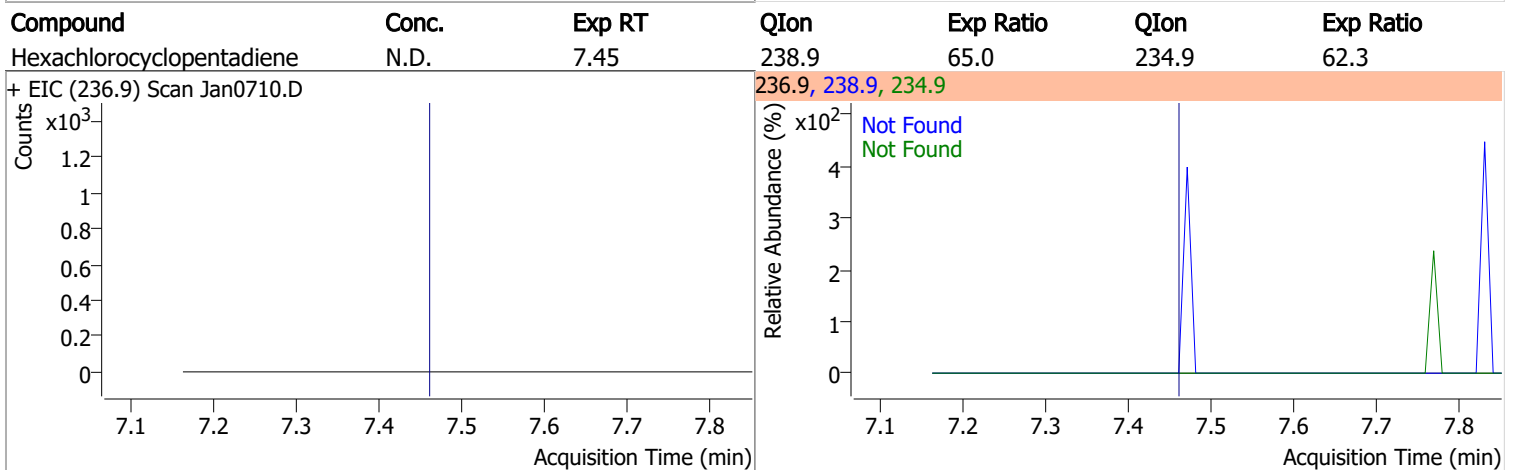 Compound Conc. Exp RT QIon Exp Ratio QIon Exp Ratio
Hexachlorocyclopentadiene N.D. 7.45 238.9 65.0 234.9 62.3
+ EIC (236.9) Scan Jan0710.D
Counts
x10³
1.2
1
0.8
0.6
0.4
0.2
0
7.1 7.2 7.3 7.4 7.5 7.6 7.7 7.8
Acquisition Time (min)
236.9, 238.9, 234.9
Relative Abundance (%)
x10²
Not Found
Not Found
4
3
2
1
0
7.1 7.2 7.3 7.4 7.5 7.6 7.7 7.8
Acquisition Time (min)